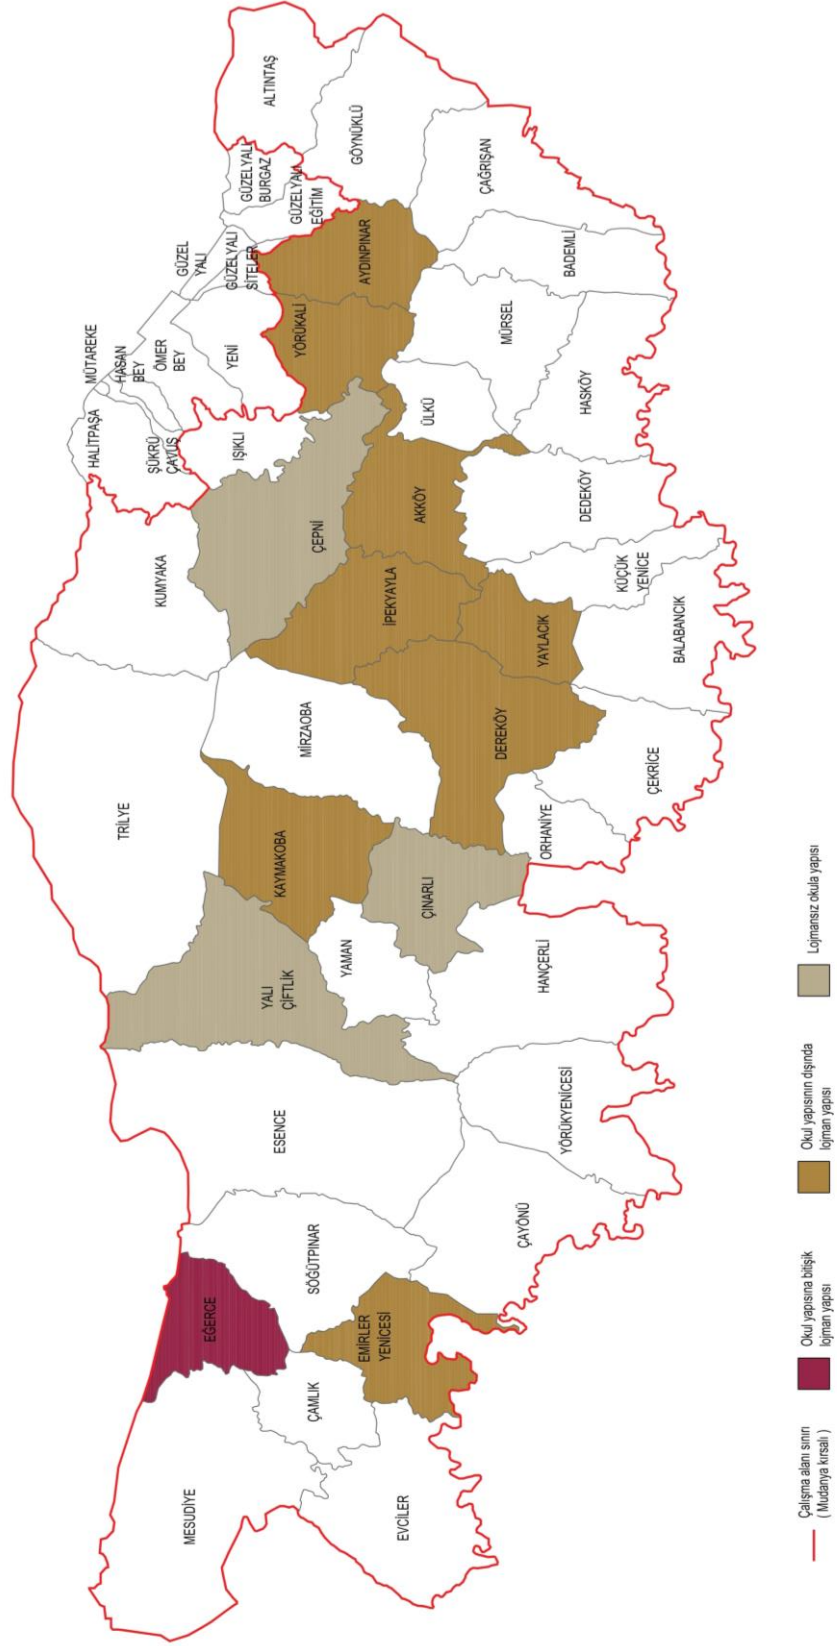 MESUDİYE
EĞERCE
ÇAMLIK
EVCİLER
EMİRLER
YENİCESİ
SÖĞÜTPINAR
ÇAYÖNÜ
ESENCE
YÖRÜKYENİCESİ
YALI
ÇİFTLİK
YAMAN
HANÇERLİ
ÇINARLI
KAYMAKOBA
TRİLYE
MİRZAOBA
ORHANİYE
ÇEKRİCE
DEREKÖY
YAYLACIK
İPEKYAYLA
BALABANCIK
KÜÇÜK
YENİCE
KUMYAKA
ÇEPNİ
AKKÖY
DEDEKÖY
HALİTPAŞA
ŞÜKRÜ
ÇAVUŞ
IŞIKLI
ÜLKÜ
HASKÖY
MÜTAREKE
HASAN
BEY
ÖMER
BEY
YENİ
YÖRÜKALİ
MÜRSEL
GÜZEL
YALI
GÜZELYALI
SİTELER
AYDINPINAR
BADEMLİ
GÜZELYALI
BURGAZ
GÜZELYALI
EĞİTİM
ALTINTAŞ
GÖYNÜKLÜ
ÇAĞRIŞAN
Çalışma alanı sınırı
( Mudanya kırsalı )
Okul yapısına bitişik
lojman yapısı
Okul yapısının dışında
lojman yapısı
Lojmansız okula yapısı